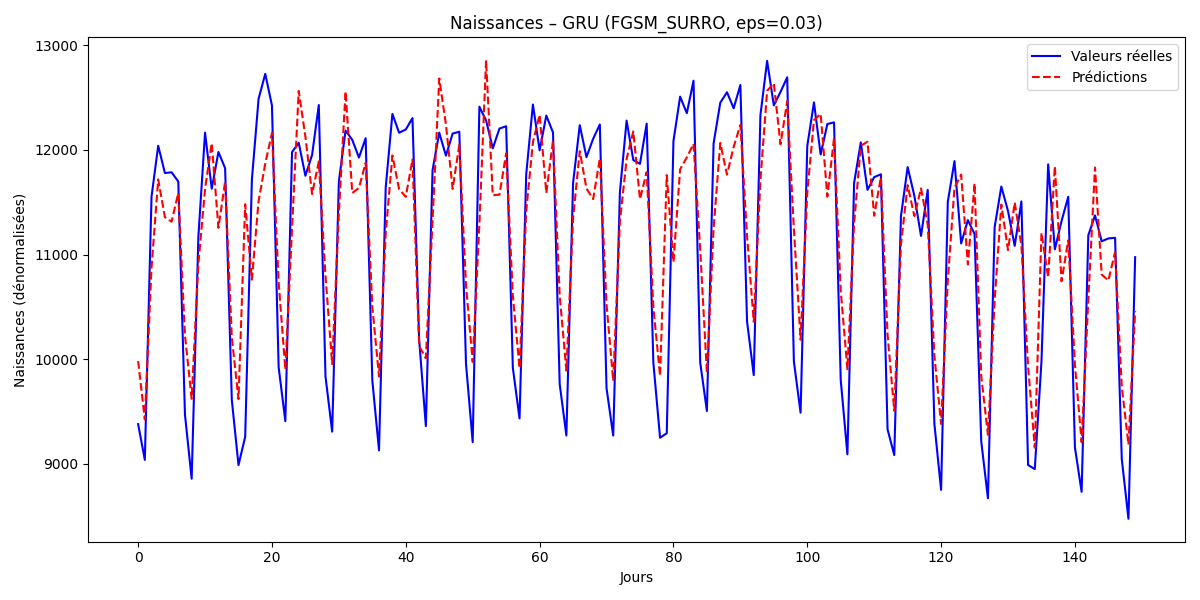 Naissances – GRU (FGSM_SURRO, eps=0.03)
Valeurs réelles
Prédictions
Naissances (dénormalisées)
13000
12000
11000
10000
9000
0 20 40 60 80 100 120 140
Jours